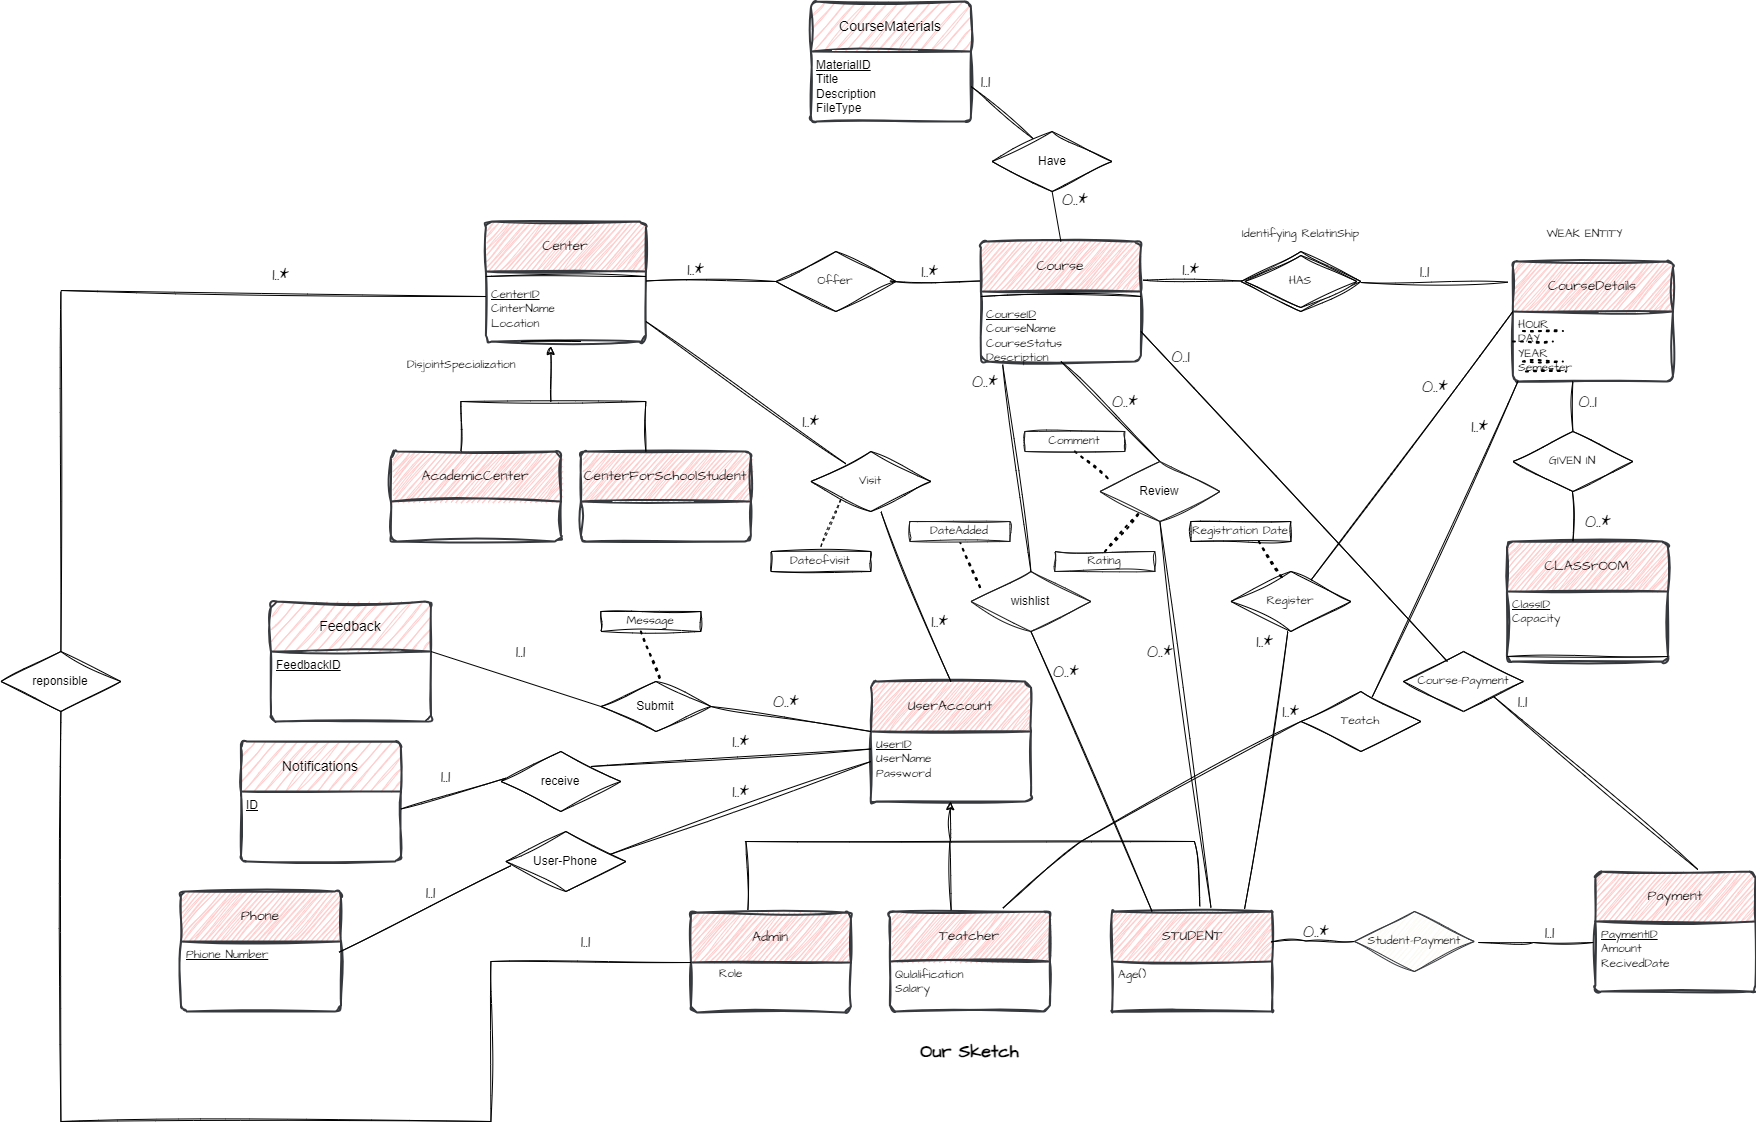 CourseMaterials
MaterialID
Title
Description
FileType
1..1
Have
0..*
Identifying RelatinShip
WEAK ENTITY
Center
CenterID
CinterName
Location
1..*
1..*
Offer
1..*
Course
CourseID
CourseName
CourseStatus
Description
1..*
HAS
1..1
CourseDetails
HOUR
DAY
YEAR
Semester
DisjointSpecialization
0..1
0..*
0..*
0..*
0..1
1..*
1..*
Comment
AcademicCenter
CenterForSchoolStudent
Visit
Review
GIVEN IN
DateAdded
Registration Date
0..*
Dateofvisit
Rating
CLASSrOOM
ClassID
Capacity
wishlist
Register
Feedback
FeedbackID
Message
1..*
1..*
1..1
0..*
0..*
reponsible
Submit
0..*
Course-Payment
1..1
UserAccount
UserID
UserName
Password
1..*
Teatch
Notifications
ID
1..1
receive
1..*
1..*
User-Phone
1..1
Phone
Phione Number
Payment
PaymentID
Amount
RecivedDate
1..1
Admin
Role
Teatcher
Qulalification
Salary
STUDENT
Age()
0..*
Student-Payment
1..1
Our Sketch